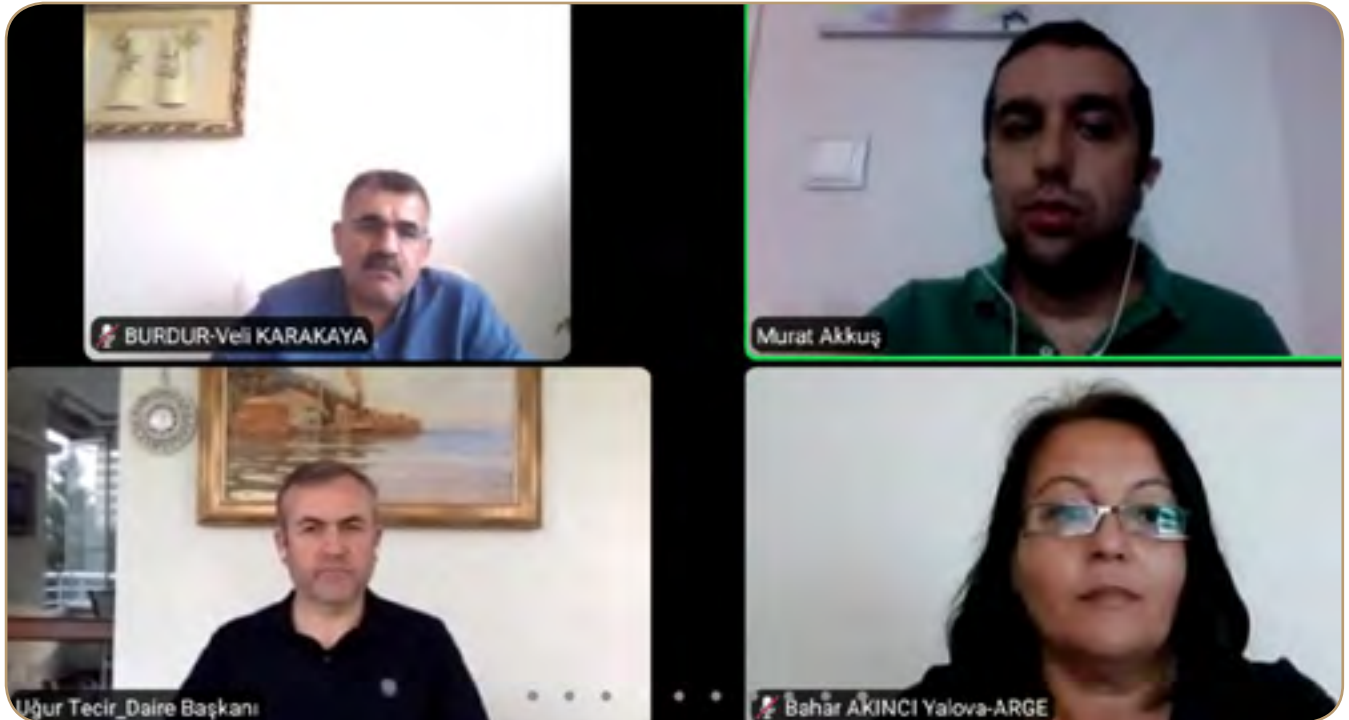 BURDUR-Veli KARAKAYA
Murat Akkuş
Uğur Tecir_Daire Başkanı
Bahar AKINCI Yalova-ARGE